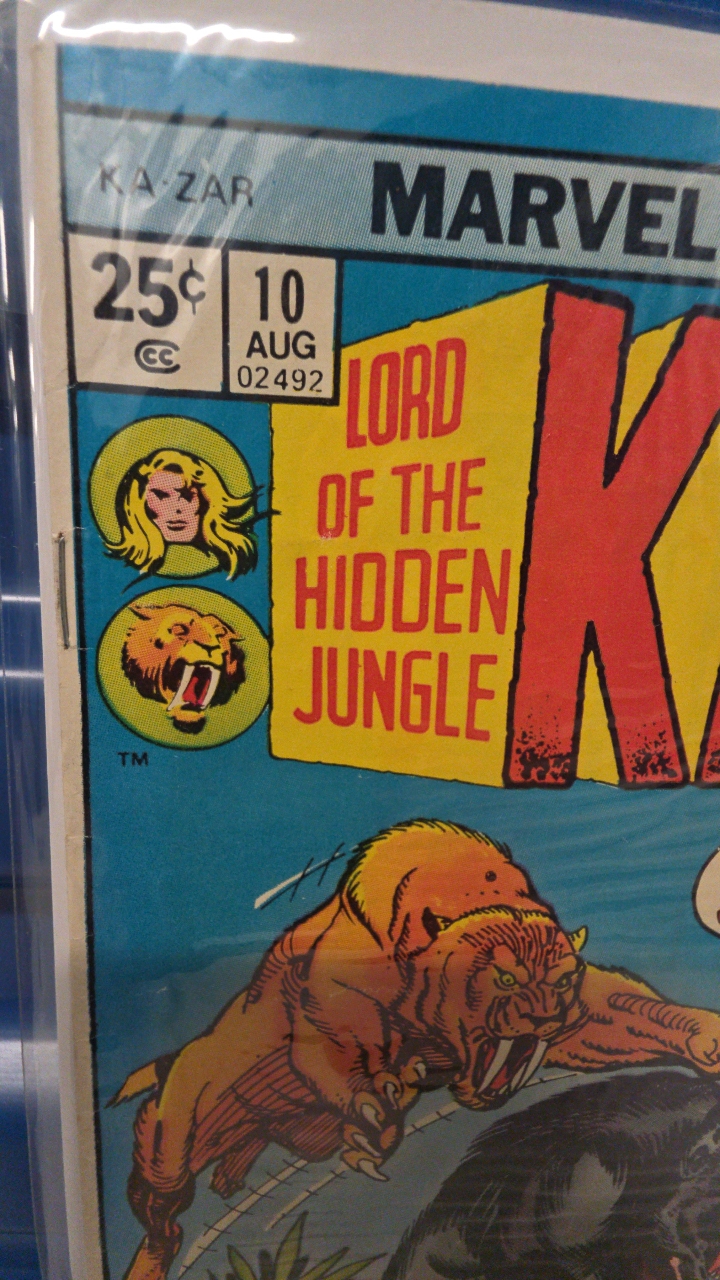 KA·ZAR
MARVEL
25¢
CC
10
AUG
02492
LORD
OF THE
HIDDEN
JUNGLE
K
TM